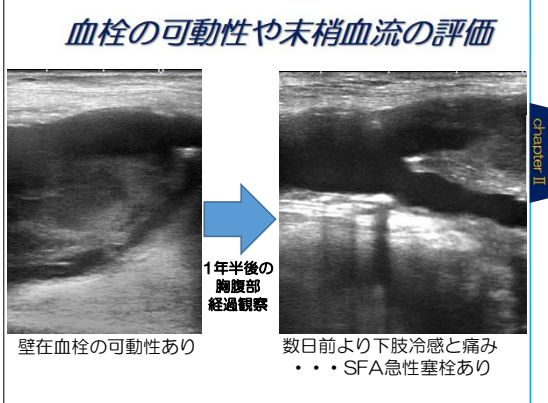 血栓の可動性や末梢血流の評価
chapter Ⅱ
1年半後の
胸腹部
経過観察
壁在血栓の可動性あり
数日前より下肢冷感と痛み
・・・SFA急性塞栓あり